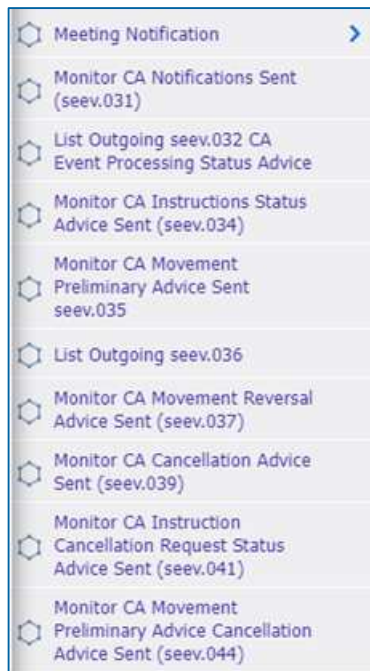 Meeting Notification
Monitor CA Notifications Sent
(seev.031)
List Outgoing seev.032 CA
Event Processing Status Advice
Monitor CA Instructions Status
Advice Sent (seev.034)
Monitor CA Movement
Preliminary Advice Sent
seev.035
List Outgoing seev.036
Monitor CA Movement Reversal
Advice Sent (seev.037)
Monitor CA Cancellation Advice
Sent (seev.039)
Monitor CA Instruction
Cancellation Request Status
Advice Sent (seev.041)
Monitor CA Movement
Preliminary Advice Cancellation
Advice Sent (seev.044)